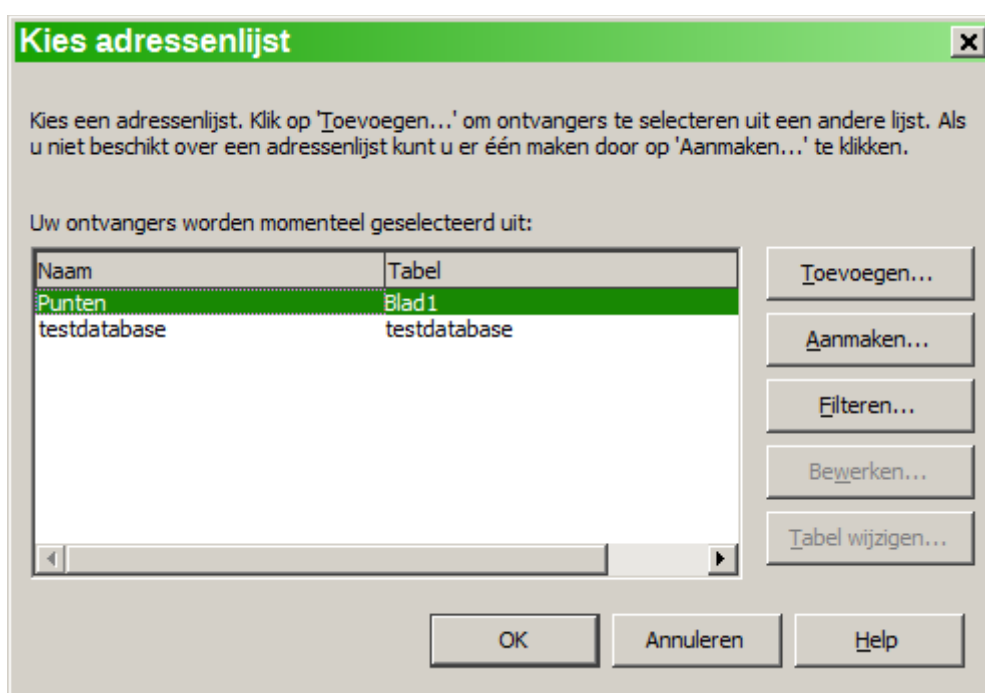 Kies adressenlijst
Kies een adressenlijst. Klik op 'Toevoegen...' om ontvangers te selecteren uit een andere lijst. Als
u niet beschikt over een adressenlijst kunt u er één maken door op 'Aanmaken...' te klikken.
Uw ontvangers worden momenteel geselecteerd uit:
Naam Tabel
Punten Blad1
testdatabase testdatabase
Toevoegen...
Aanmaken...
Filteren...
Bewerken...
Tabel wijzigen...
OK Annuleren Help